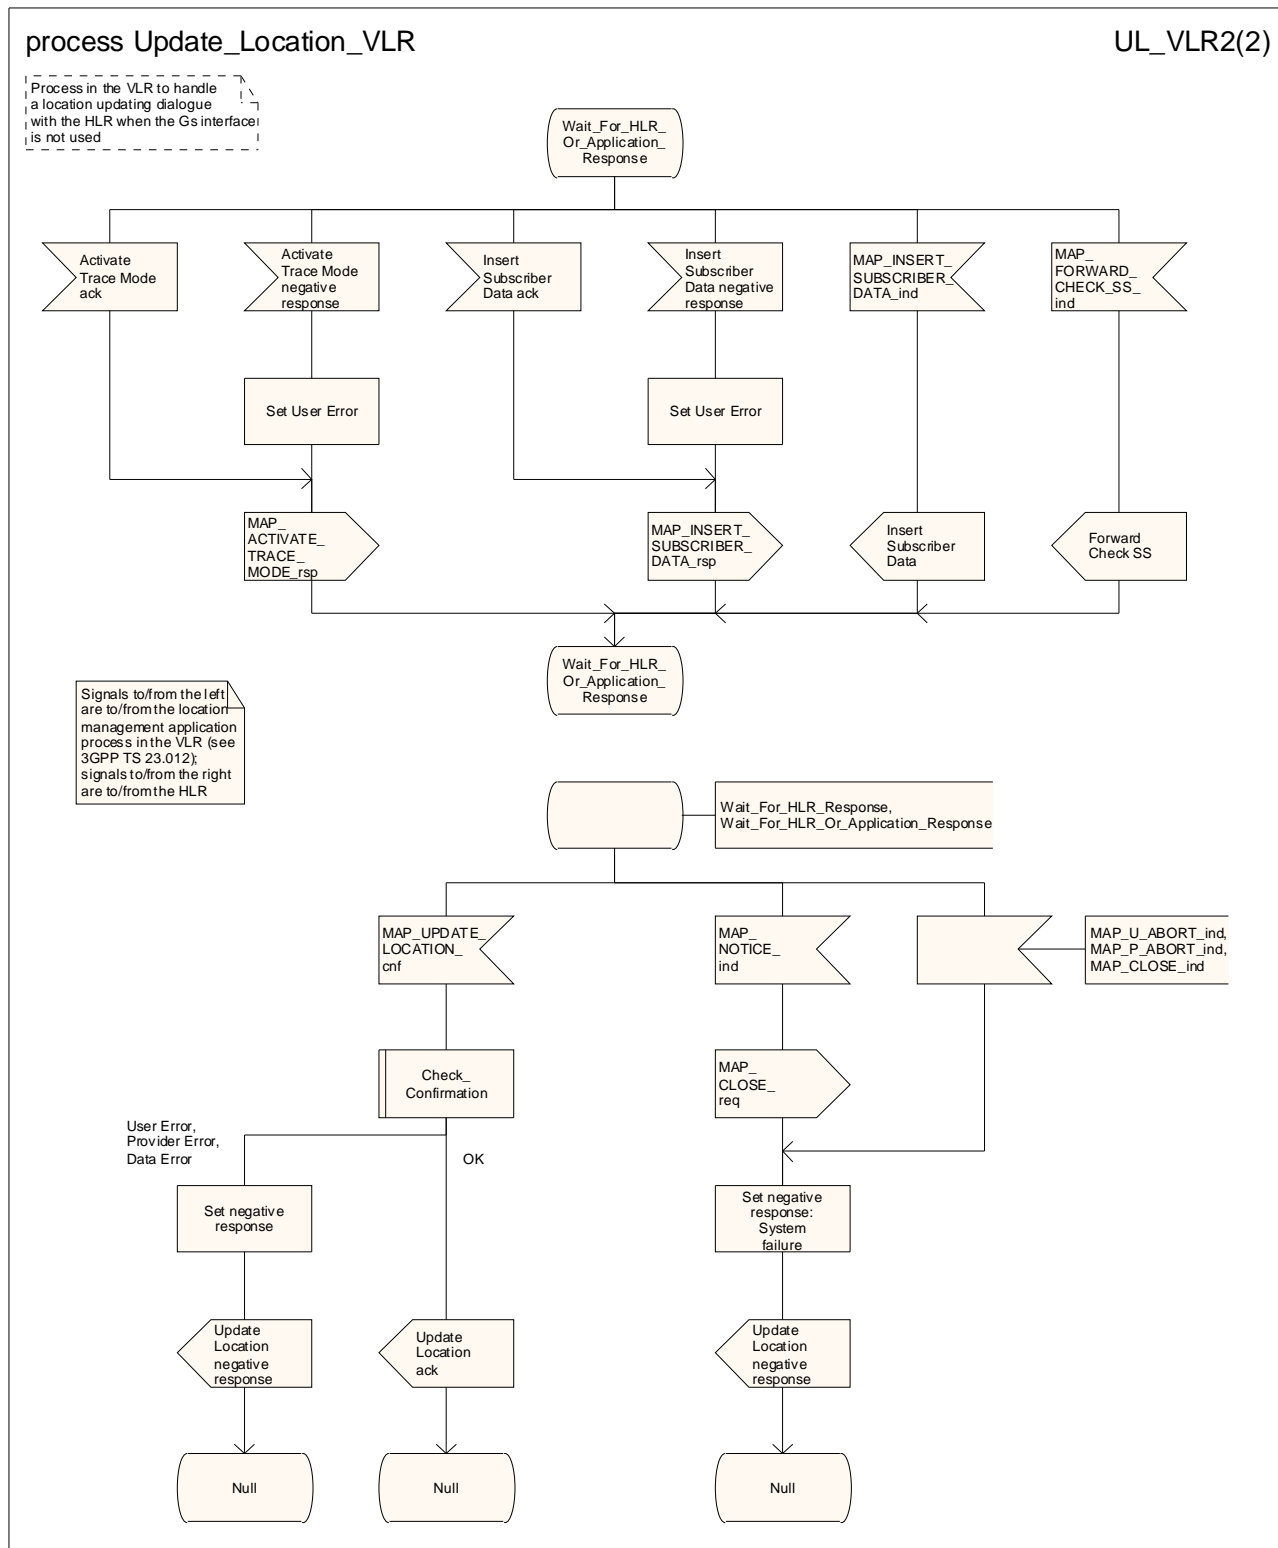 process Update_Location_VLR
UL_VLR2(2)
Process in the VLR to handle
a location updating dialogue
with the HLR when the Gs interface
is not used
Wait_For_HLR_
Or_Application_
Response
Activate
Trace Mode
ack
Activate
Trace Mode
negative
response
Insert
Subscriber
Data ack
Insert
Subscriber
Data negative
response
MAP_INSERT_
SUBSCRIBER_
DATA_ind
MAP_
FORWARD_
CHECK_SS_
ind
Set User Error
Set User Error
MAP_
ACTIVATE_
TRACE_
MODE_rsp
MAP_INSERT_
SUBSCRIBER_
DATA_rsp
Insert
Subscriber
Data
Forward
Check SS
Wait_For_HLR_
Or_Application_
Response
Signals to/from the left
are to/from the location
management application
process in the VLR (see
3GPP TS 23.012);
signals to/from the right
are to/from the HLR
Wait_For_HLR_Response,
Wait_For_HLR_Or_Application_Response
MAP_UPDATE_
LOCATION_
cnf
MAP_
NOTICE_
ind
MAP_U_ABORT_ind,
MAP_P_ABORT_ind,
MAP_CLOSE_ind
Check_
Confirmation
MAP_
CLOSE_
req
User Error,
Provider Error,
Data Error
OK
Set negative
response
Set negative
response:
System
failure
Update
Location
negative
response
Update
Location
ack
Update
Location
negative
response
Null
Null
Null